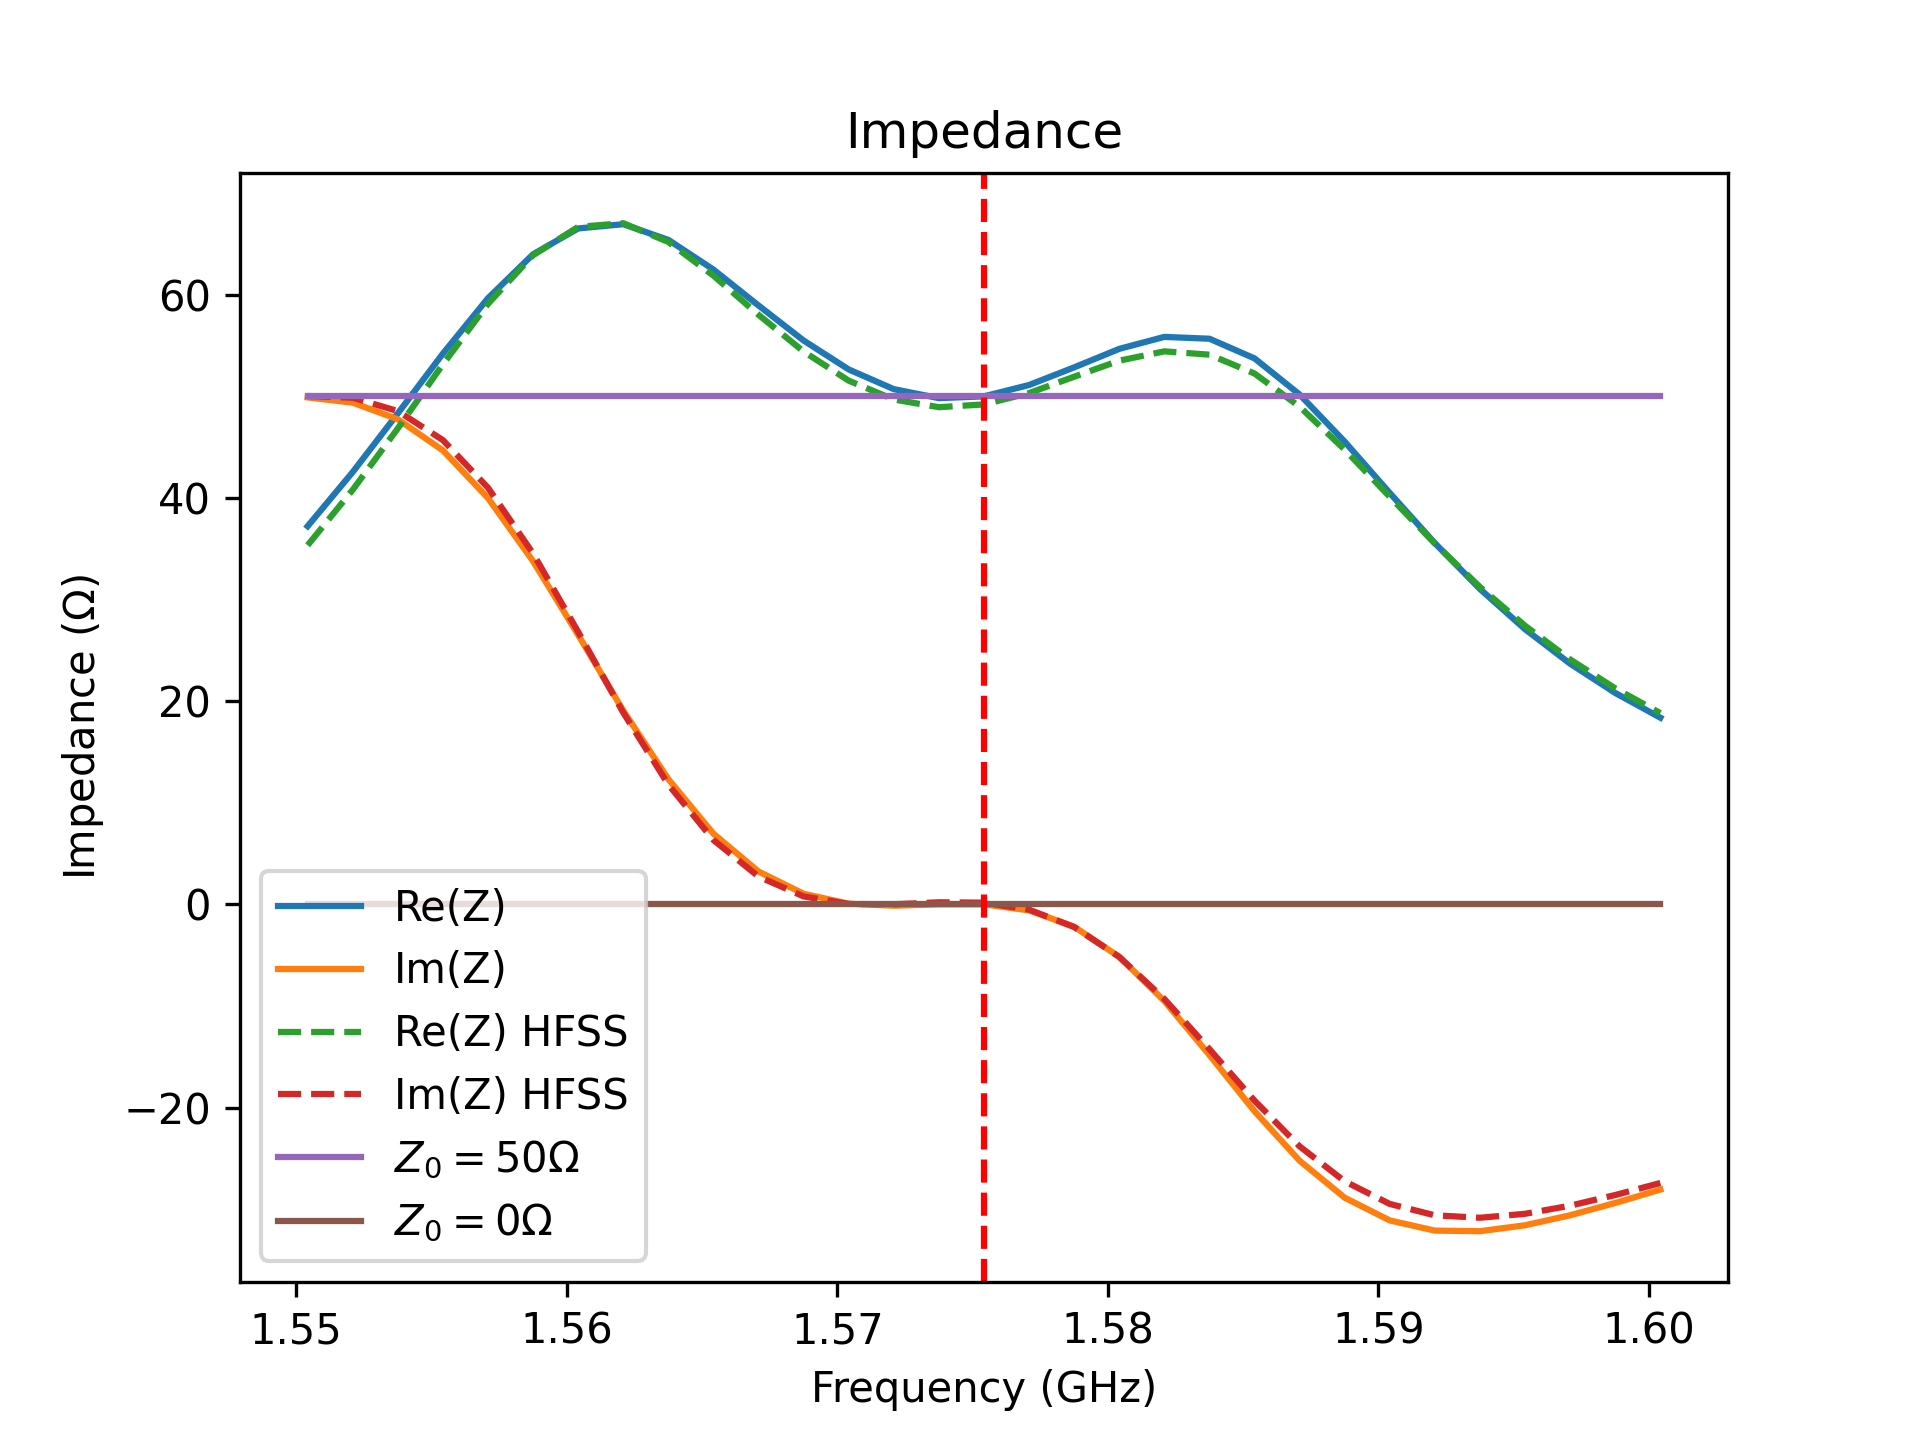 Impedance
Impedance (Ω)
60
40
20
0
−20
Re(Z)
Im(Z)
Re(Z) HFSS
Im(Z) HFSS
Z₀ = 50Ω
Z₀ = 0Ω
1.55 1.56 1.57 1.58 1.59 1.60
Frequency (GHz)